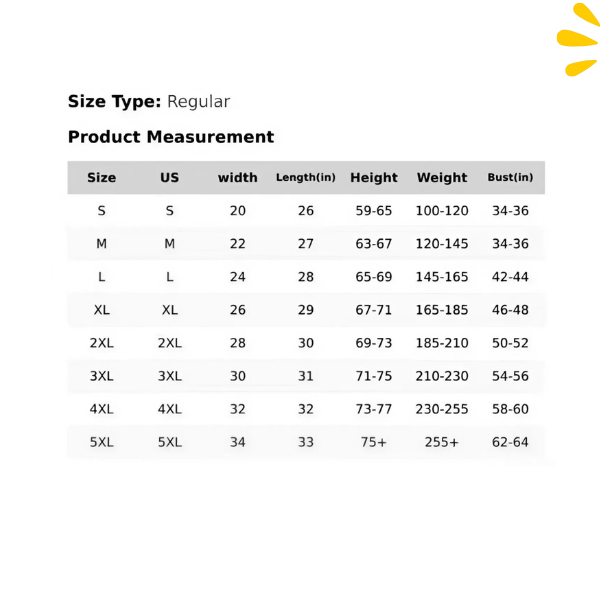 Size Type: Regular
Product Measurement
Size US width Length(in) Height Weight Bust(in)
S S 20 26 59-65 100-120 34-36
M M 22 27 63-67 120-145 34-36
L L 24 28 65-69 145-165 42-44
XL XL 26 29 67-71 165-185 46-48
2XL 2XL 28 30 69-73 185-210 50-52
3XL 3XL 30 31 71-75 210-230 54-56
4XL 4XL 32 32 73-77 230-255 58-60
5XL 5XL 34 33 75+ 255+ 62-64